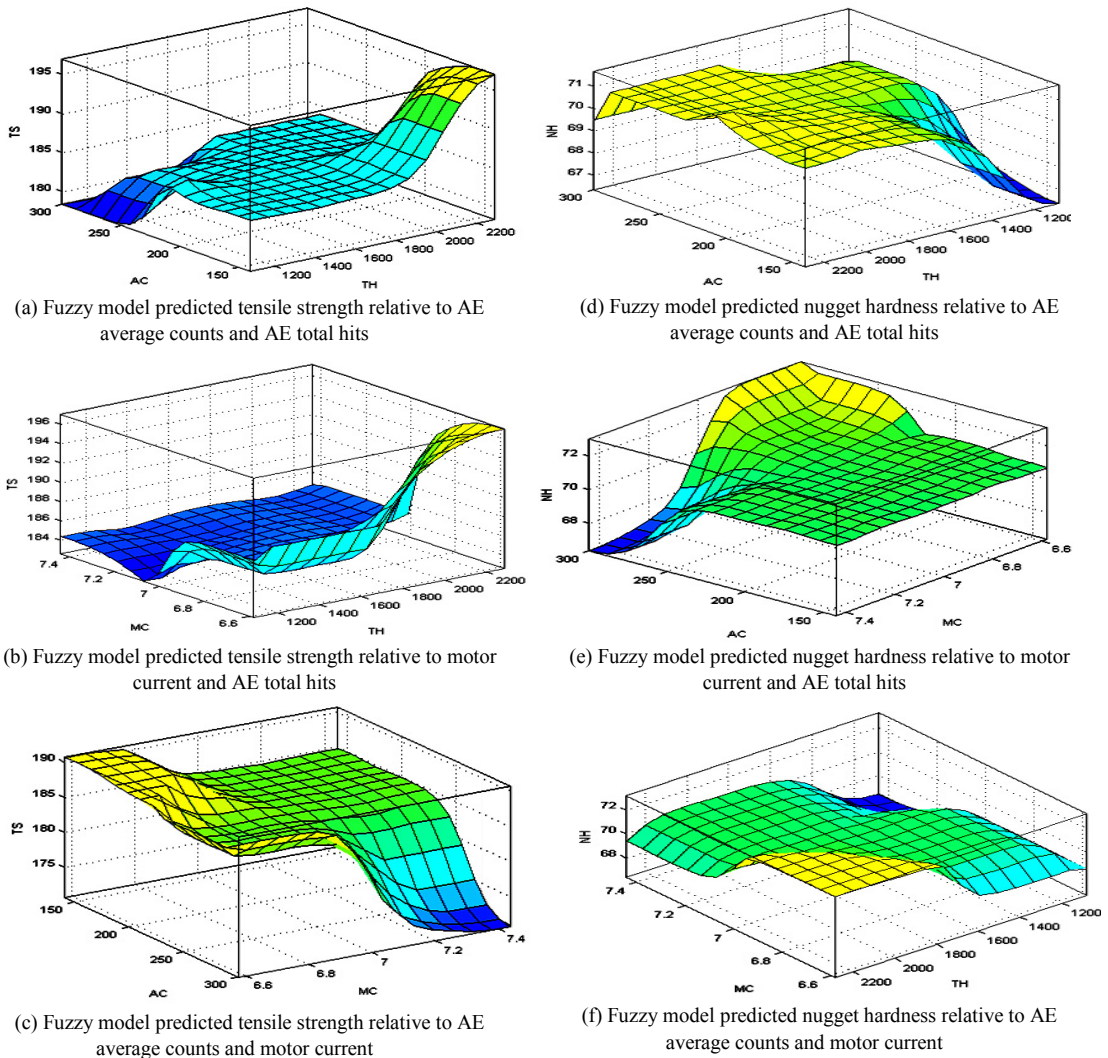 195
190
185
180
TS
300
250
200
150
AC
1200
1400
1600
1800
2000
2200
TH
(a) Fuzzy model predicted tensile strength relative to AE
average counts and AE total hits
71
70
69
68
67
NH
300
250
200
150
AC
2200
2000
1800
1600
1400
1200
TH
(d) Fuzzy model predicted nugget hardness relative to AE
average counts and AE total hits
196
194
192
190
188
186
184
TS
7.4
7.2
7
6.8
6.6
MC
1200
1400
1600
1800
2000
2200
TH
(b) Fuzzy model predicted tensile strength relative to motor
current and AE total hits
72
70
68
NH
300
250
200
150
AC
7.4
7.2
7
6.8
6.6
MC
(e) Fuzzy model predicted nugget hardness relative to motor
current and AE total hits
190
185
180
175
TS
150
200
250
300
AC
6.6
6.8
7
7.2
7.4
MC
(c) Fuzzy model predicted tensile strength relative to AE
average counts and motor current
72
70
68
NH
7.4
7.2
7
6.8
6.6
MC
2200
2000
1800
1600
1400
1200
TH
(f) Fuzzy model predicted nugget hardness relative to AE
average counts and motor current